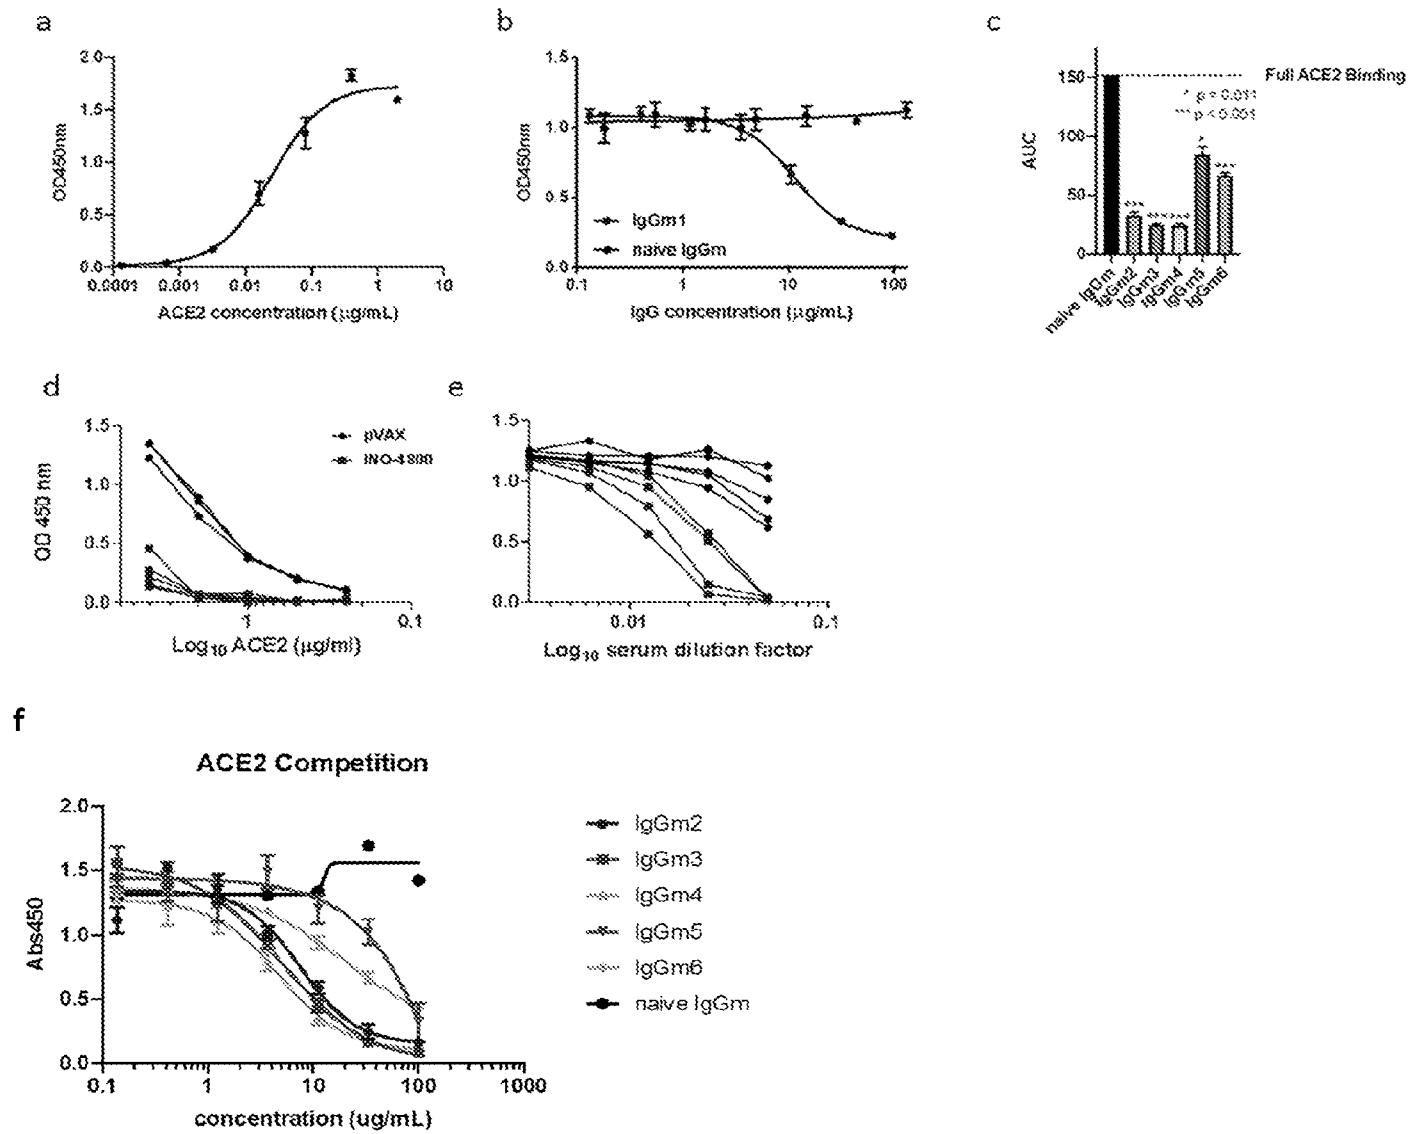 a
2.0
1.5
1.0
0.5
0.0
OD450nm
0.0001 0.001 0.01 0.1 1 10
ACE2 concentration (μg/mL)
b
1.5
1.0
0.5
0.0
OD450nm
IgGm1
naive IgGm
0.1 1 10 100
IgG concentration (μg/mL)
c
150
100
50
0
AUC
Full ACE2 Binding
naive IgGm
IgGm2
IgGm3
IgGm4
IgGm5
IgGm6
d
1.5
1.0
0.5
0.0
OD 450 nm
pVAX
INO-4800
1 0.1
Log10 ACE2 (μg/ml)
e
1.5
1.0
0.5
0.0
0.01 0.1
Log10 serum dilution factor
f
ACE2 Competition
2.0
1.5
1.0
0.5
0.0
Abs450
0.1 1 10 100 1000
concentration (ug/mL)
IgGm2
IgGm3
IgGm4
IgGm5
IgGm6
naive IgGm